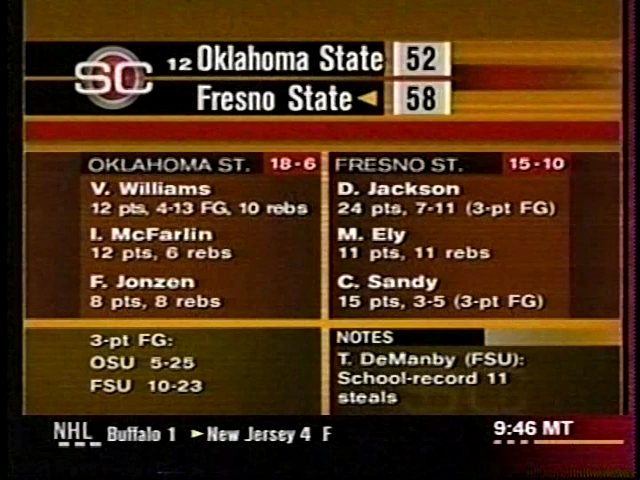 SC
12 Oklahoma State 52
Fresno State ◄ 58
OKLAHOMA ST. 18-6
V. Williams
12 pts, 4-13 FG, 10 rebs
I. McFarlin
12 pts, 6 rebs
F. Jonzen
8 pts, 8 rebs
FRESNO ST. 15-10
D. Jackson
24 pts, 7-11 (3-pt FG)
M. Ely
11 pts, 11 rebs
C. Sandy
15 pts, 3-5 (3-pt FG)
3-pt FG:
OSU 5-25
FSU 10-23
NOTES
T. DeManby (FSU):
School-record 11
steals
NHL Buffalo 1 ►New Jersey 4 F
9:46 MT